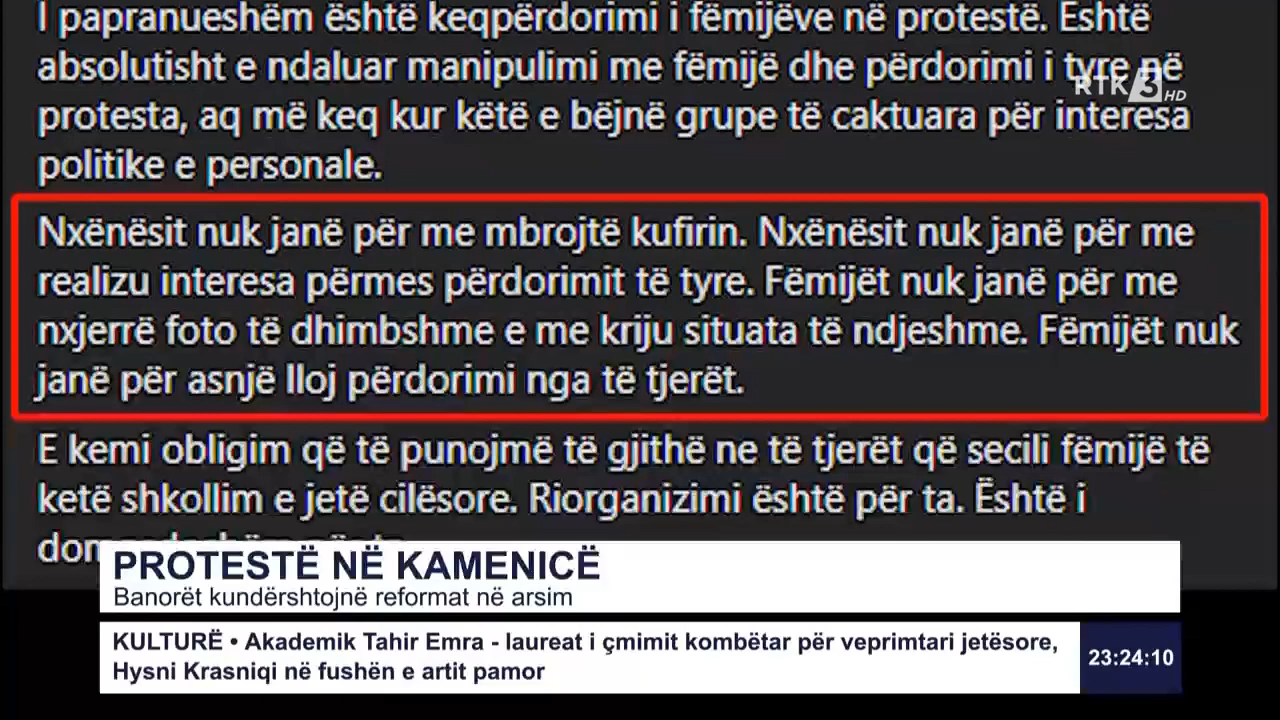 I papranueshëm është keqpërdorimi i fëmijëve në protestë. Është
absolutisht e ndaluar manipulimi me fëmijë dhe përdorimi i tyre në
protesta, aq më keq kur këtë e bëjnë grupe të caktuara për interesa
politike e personale.
RTK 3 HD
Nxënësit nuk janë për me mbrojtë kufirin. Nxënësit nuk janë për me
realizu interesa përmes përdorimit të tyre. Fëmijët nuk janë për me
nxjerrë foto të dhimbshme e me kriju situata të ndjeshme. Fëmijët nuk
janë për asnjë lloj përdorimi nga të tjerët.
E kemi obligim që të punojmë të gjithë ne të tjerët që secili fëmijë të
ketë shkollim e jetë cilësore. Riorganizimi është për ta. Është i
PROTESTË NË KAMENICË
Banorët kundërshtojnë reformat në arsim
KULTURË • Akademik Tahir Emra - laureat i çmimit kombëtar për veprimtari jetësore,
Hysni Krasniqi në fushën e artit pamor
23:24:10